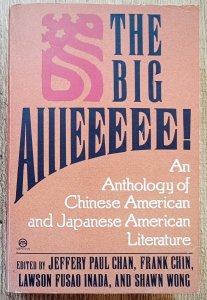 THE
BIG
AIIIEEEEE!
An
Anthology of
Chinese American
and Japanese American
Literature
EDITED BY JEFFERY PAUL CHAN, FRANK CHIN,
LAWSON FUSAO INADA, AND SHAWN WONG